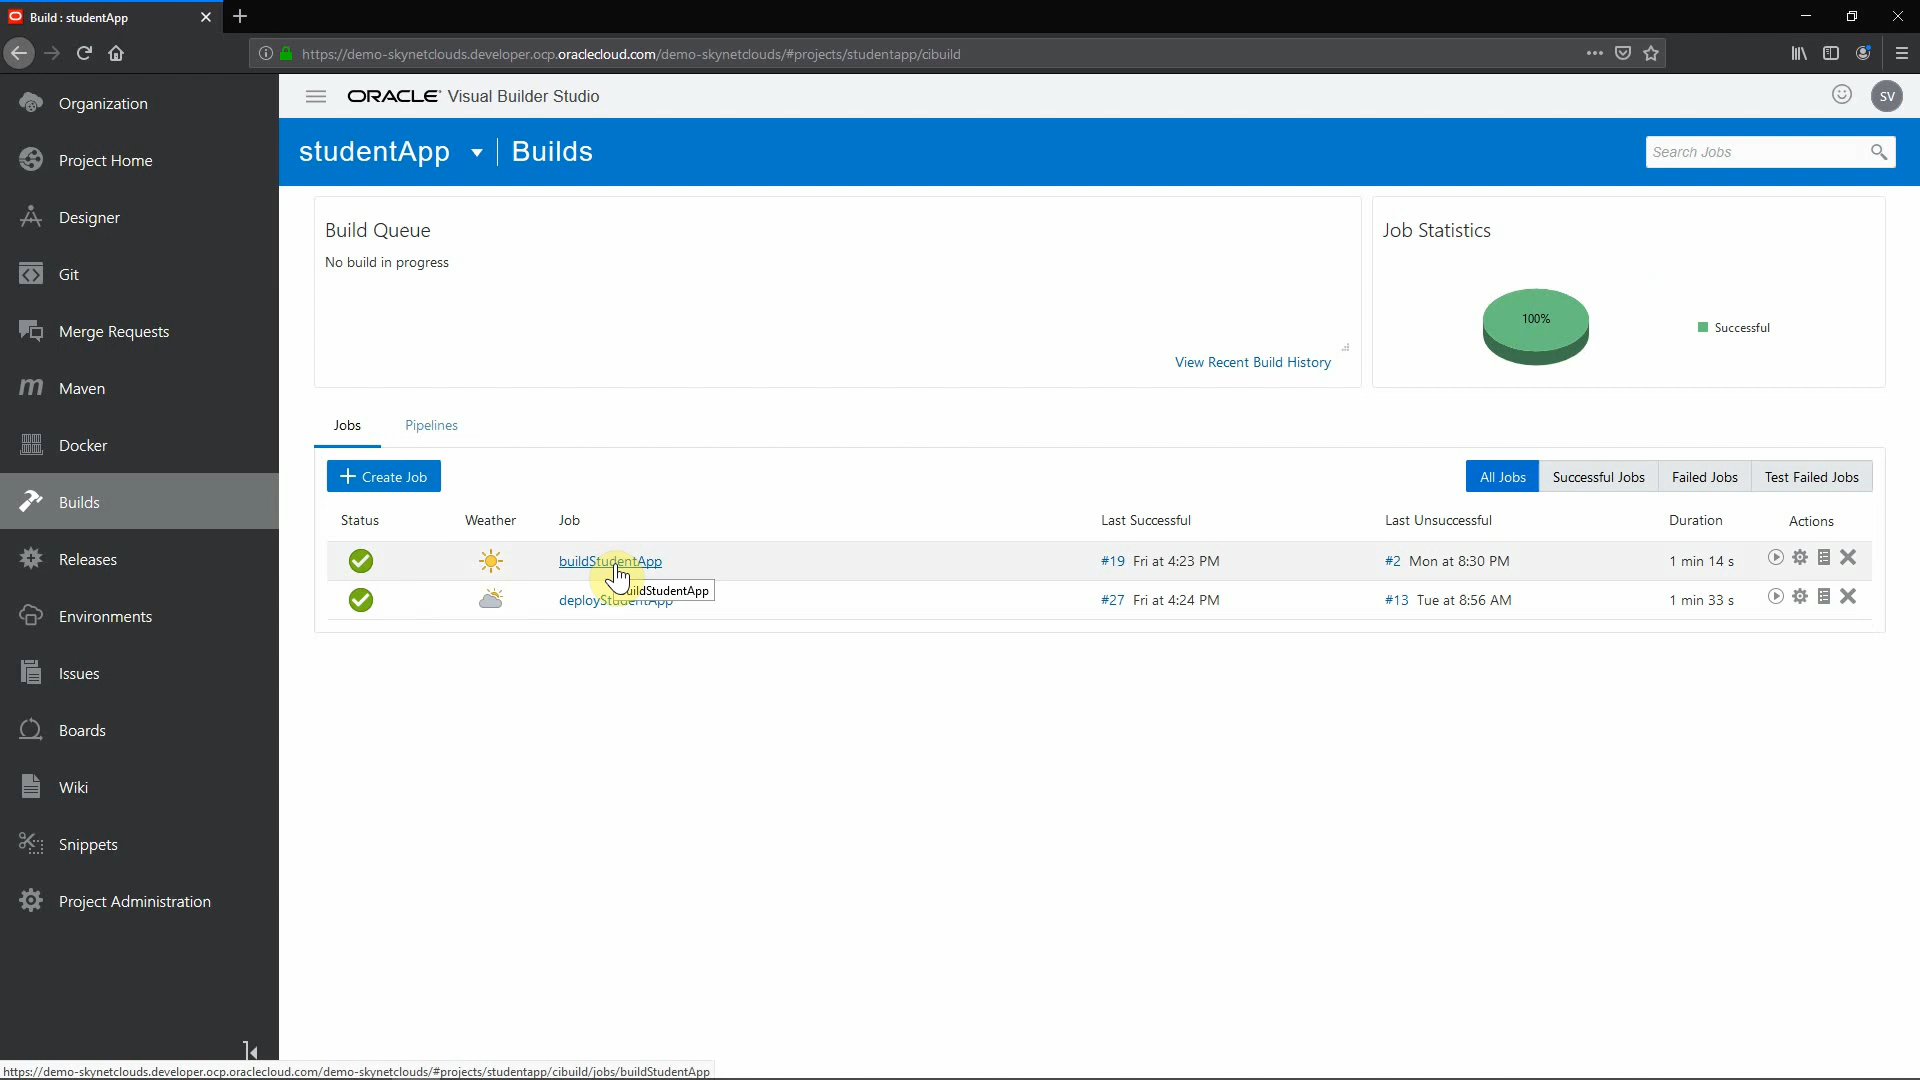 Build : studentApp
https://demo-skynetclouds.developer.ocp.oraclecloud.com/demo-skynetclouds/#projects/studentapp/cibuild
Organization
Project Home
Designer
Git
Merge Requests
Maven
Docker
Builds
Releases
Environments
Issues
Boards
Wiki
Snippets
Project Administration
ORACLE Visual Builder Studio
SV
studentApp Builds
Search Jobs
Build Queue
No build in progress
View Recent Build History
Job Statistics
100%
Successful
Jobs Pipelines
+ Create Job
All Jobs Successful Jobs Failed Jobs Test Failed Jobs
Status Weather Job Last Successful Last Unsuccessful Duration Actions
buildStudentApp #19 Fri at 4:23 PM #2 Mon at 8:30 PM 1 min 14 s
uildStudentApp
deployStudentApp #27 Fri at 4:24 PM #13 Tue at 8:56 AM 1 min 33 s
https://demo-skynetclouds.developer.ocp.oraclecloud.com/demo-skynetclouds/#projects/studentapp/cibuild/jobs/buildStudentApp